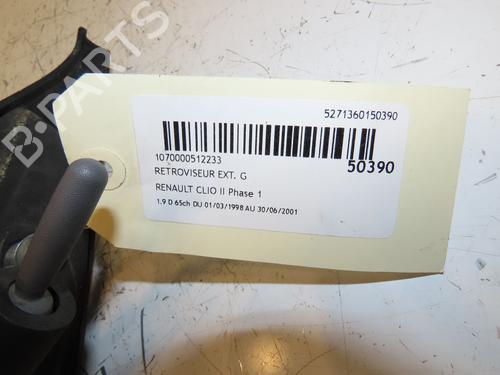 5271360150390
50390
1070000512233
RETROVISEUR EXT. G
RENAULT CLIO II Phase 1
1.9 D 65ch DU 01/03/1998 AU 30/06/2001
B-PARTS